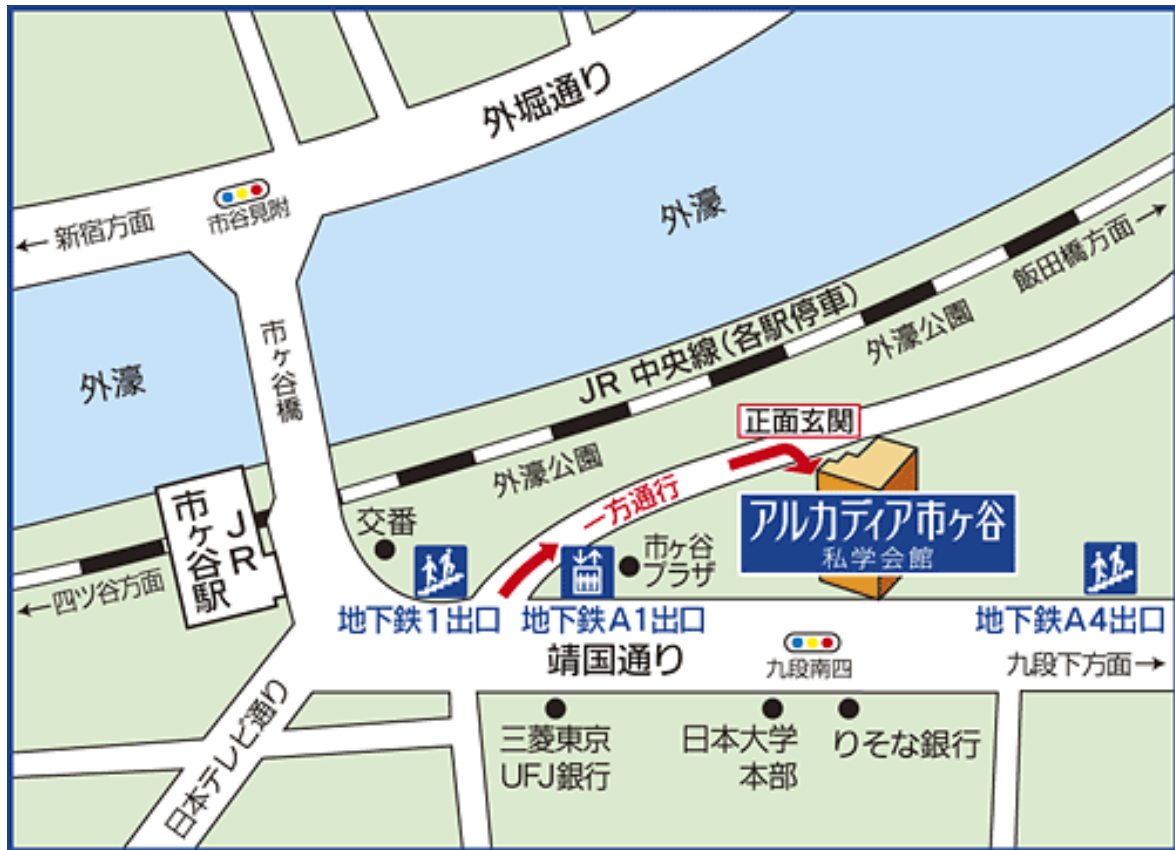 外堀通り
市谷見附
←新宿方面
外濠
飯田橋方面→
市ヶ谷橋
外濠
JR 中央線(各駅停車)
外濠公園
正面玄関
外濠公園
一方通行
JR
市ヶ谷駅
交番
市ヶ谷
プラザ
アルカディア市ヶ谷
私学会館
←四ツ谷方面
地下鉄1出口
地下鉄A1出口
地下鉄A4出口
靖国通り
九段南四
九段下方面→
日本テレビ通り
三菱東京
UFJ銀行
日本大学
本部
りそな銀行